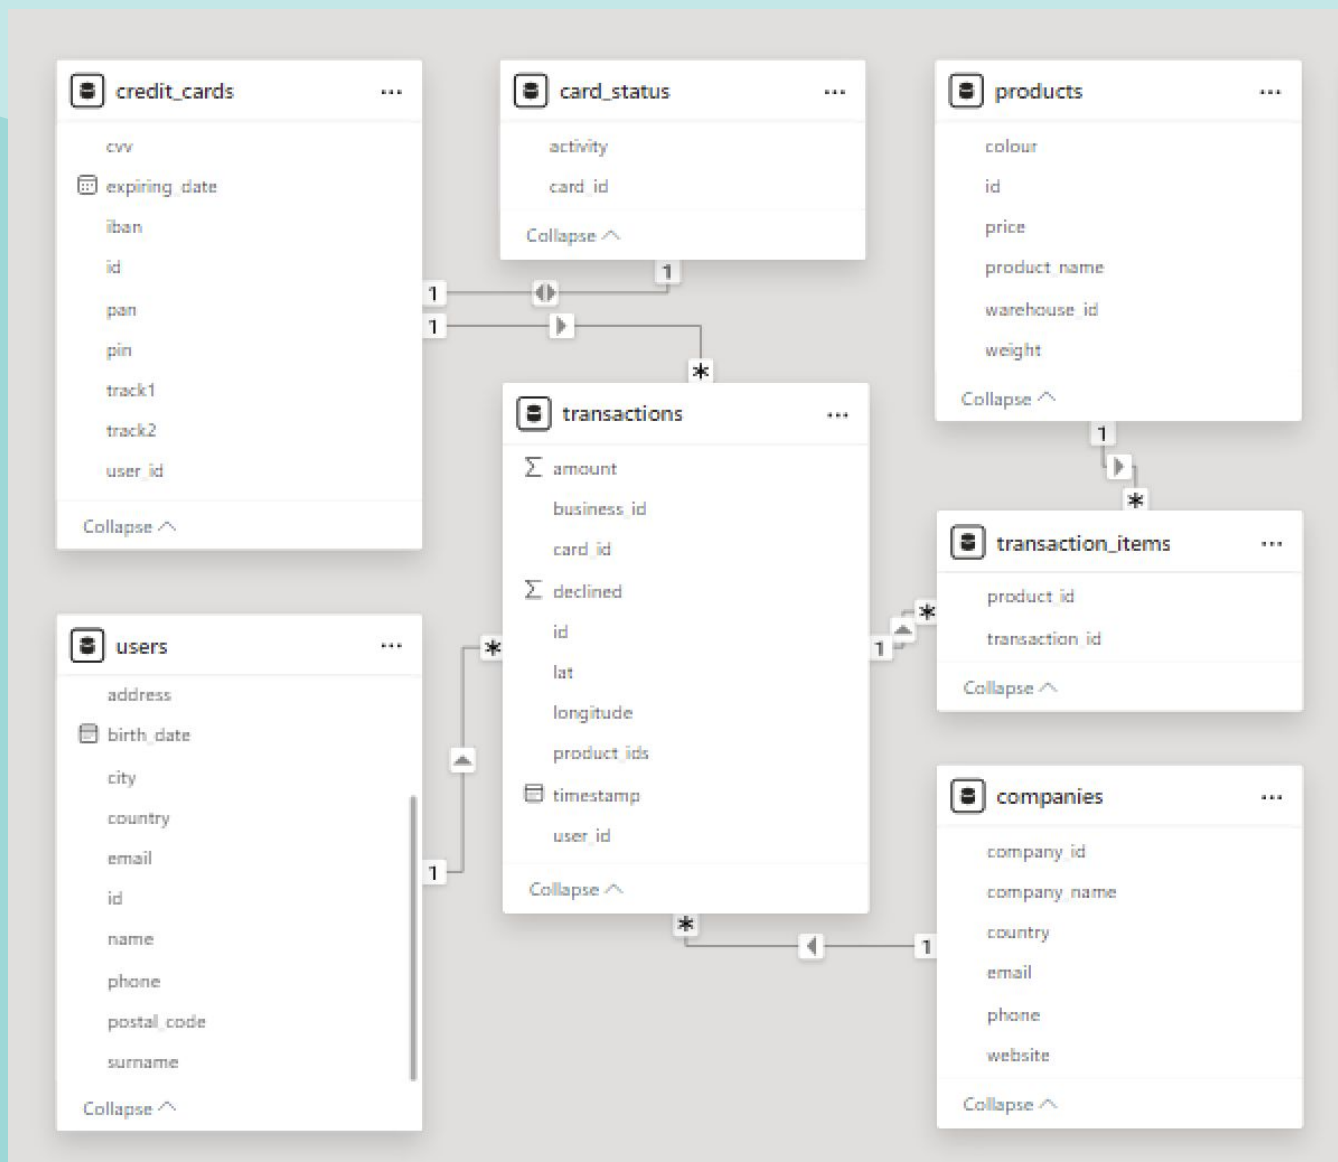 credit_cards ...
cvv
expiring_date
iban
id
pan
pin
track1
track2
user_id
Collapse
card_status ...
activity
card_id
Collapse
products ...
colour
id
price
product_name
warehouse_id
weight
Collapse
1
1
1
*
1
*
transactions ...
Σ amount
business_id
card_id
Σ declined
id
lat
longitude
product_ids
timestamp
user_id
Collapse
transaction_items ...
product_id
transaction_id
Collapse
*
1
*
1
users ...
address
birth_date
city
country
email
id
name
phone
postal_code
surname
Collapse
companies ...
company_id
company_name
country
email
phone
website
Collapse
*
1